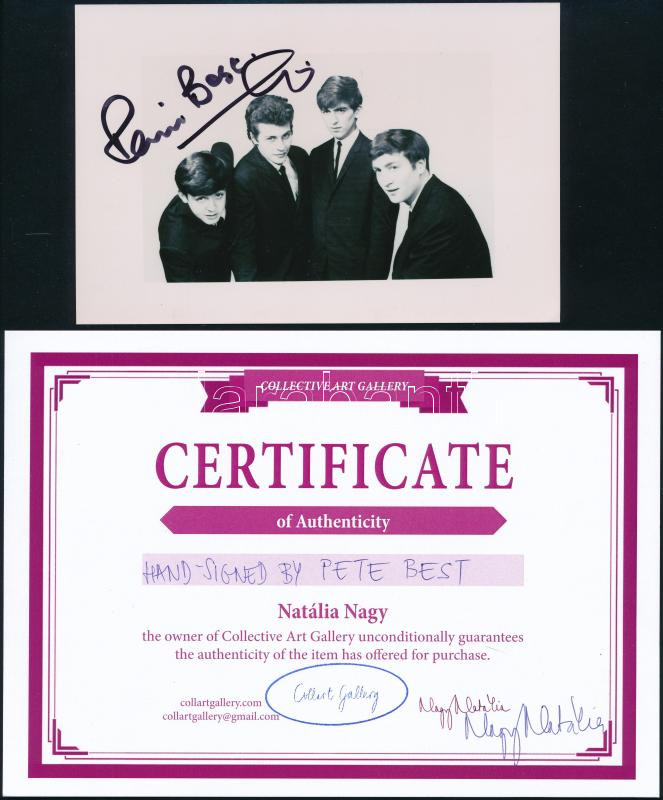 Pete Best
COLLECTIVE ART GALLERY
CERTIFICATE
of Authenticity
HAND-SIGNED BY PETE BEST
Natália Nagy
the owner of Collective Art Gallery unconditionally guarantees
the authenticity of the item has offered for purchase.
Collart Gallery
collartgallery.com
collartgallery@gmail.com
Nagy Natália
Nagy Natália